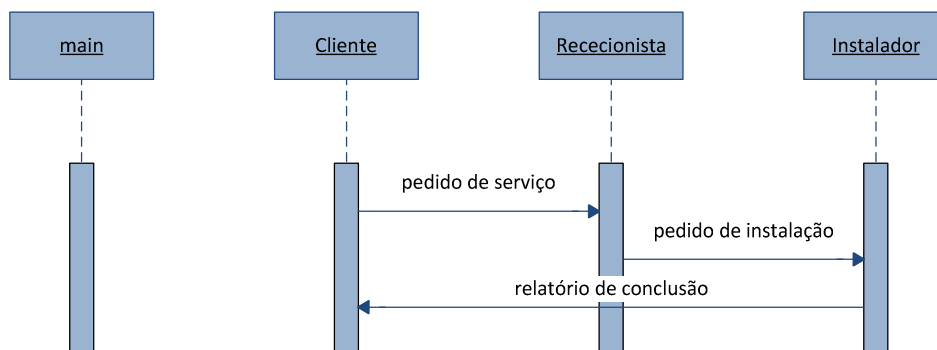 main
Cliente
Rececionista
Instalador
pedido de serviço
pedido de instalação
relatório de conclusão